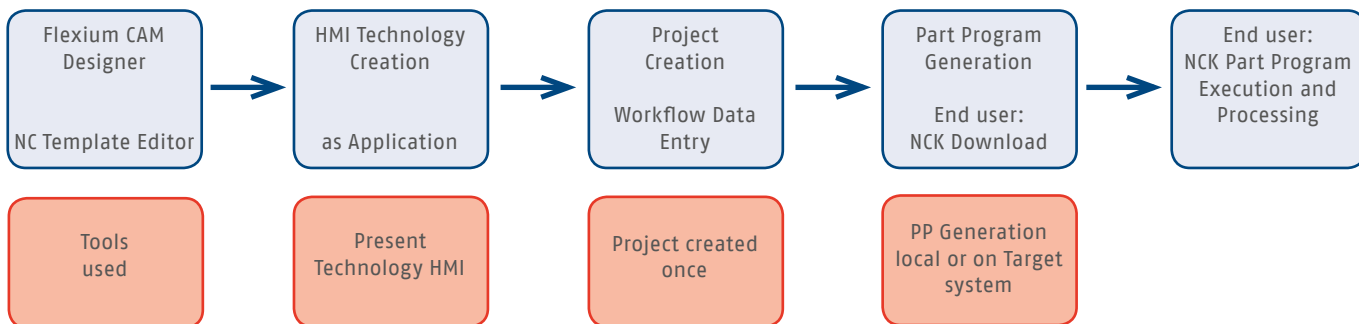 Flexium CAM
Designer
NC Template Editor
HMI Technology
Creation
as Application
Project
Creation
Workflow Data
Entry
Part Program
Generation
End user:
NCK Download
End user:
NCK Part Program
Execution and
Processing
Tools
used
Present
Technology HMI
Project created
once
PP Generation
local or on Target
system